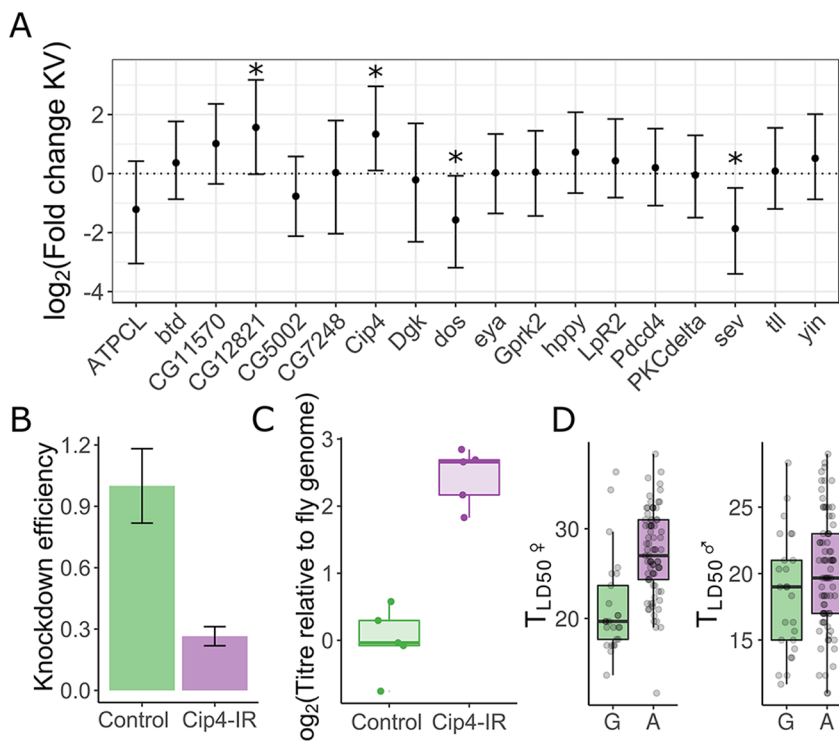 A
log2(Fold change KV)
2
0
-2
-4
* * * *
ATPCL btd CG11570 CG12821 CG5002 CG7248 Cip4 Dgk dos eya Gprk2 hppy LpR2 Pdcd4 PKCdelta sev tll yin
B
Knockdown efficiency
1.2
0.9
0.6
0.3
0.0
Control Cip4-IR
C
og2(Titre relative to fly genome)
3
2
1
0
Control Cip4-IR
D
TLD50 ♀
30
20
G A
TLD50 ♂
25
20
15
G A